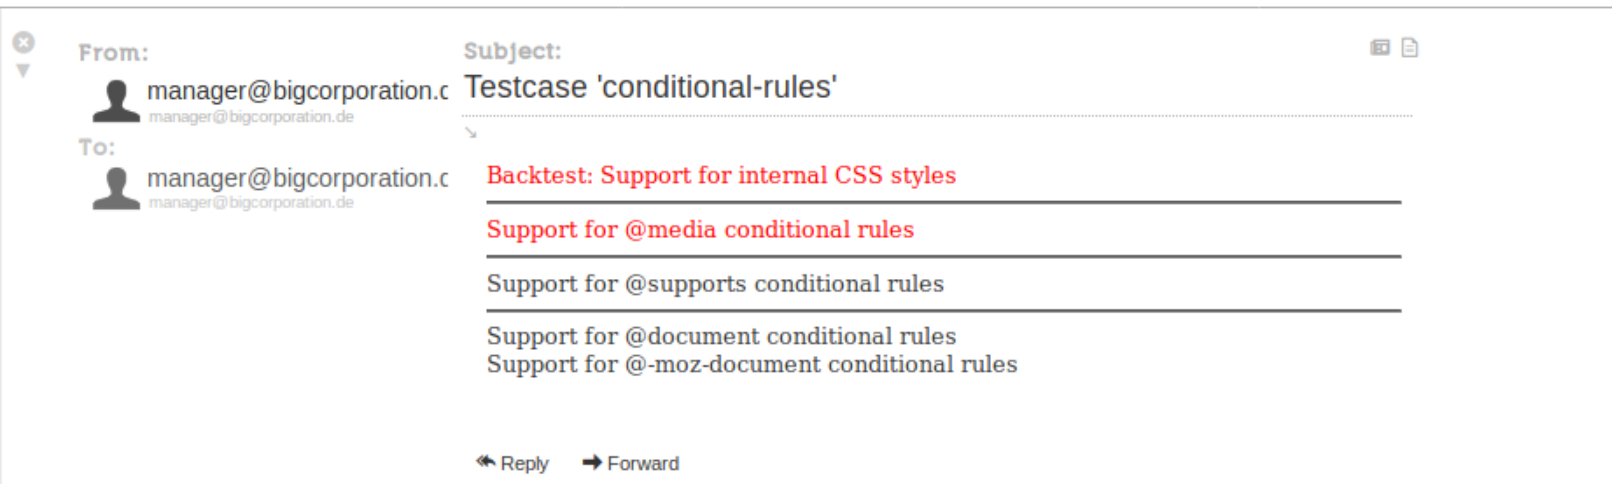 From:
manager@bigcorporation.d
manager@bigcorporation.de
To:
manager@bigcorporation.d
manager@bigcorporation.de
Subject:
Testcase 'conditional-rules'
Backtest: Support for internal CSS styles
Support for @media conditional rules
Support for @supports conditional rules
Support for @document conditional rules
Support for @-moz-document conditional rules
Reply
Forward